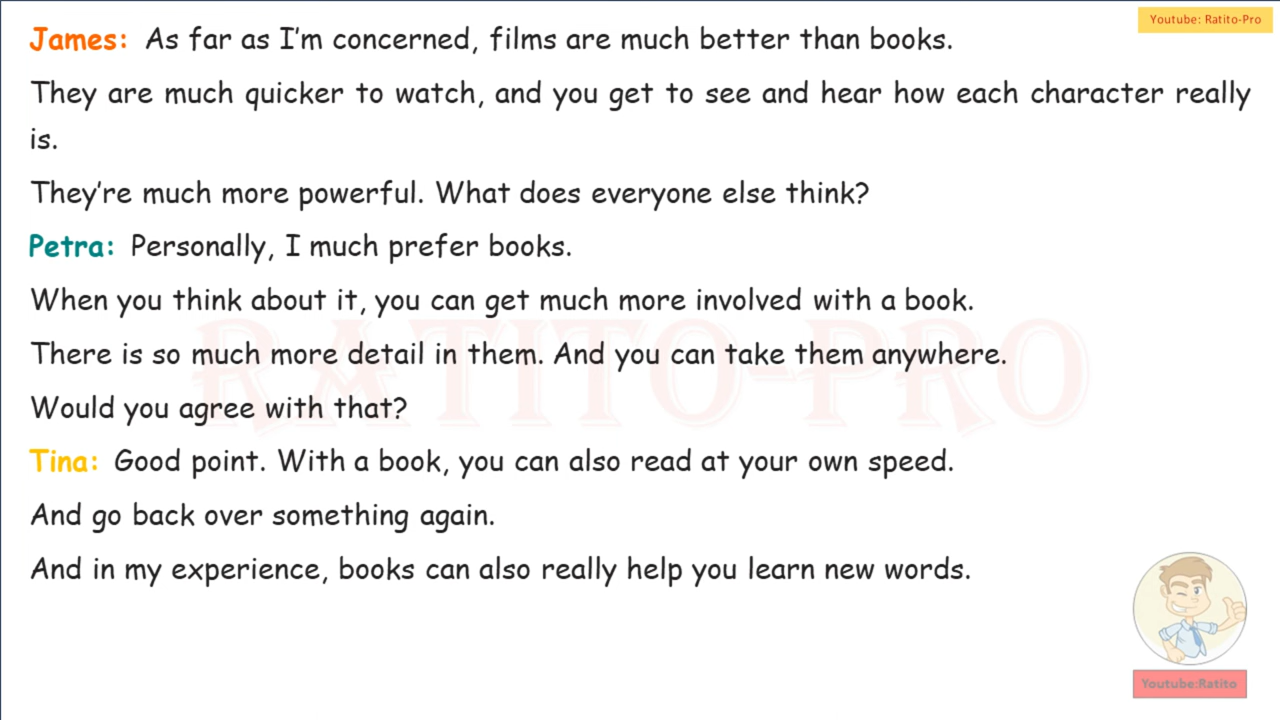 Youtube: Ratito-Pro
James: As far as I'm concerned, films are much better than books.
They are much quicker to watch, and you get to see and hear how each character really
is.
They're much more powerful. What does everyone else think?
Petra: Personally, I much prefer books.
When you think about it, you can get much more involved with a book.
There is so much more detail in them. And you can take them anywhere.
RATITO-PRO
Would you agree with that?
Tina: Good point. With a book, you can also read at your own speed.
And go back over something again.
And in my experience, books can also really help you learn new words.
Youtube:Ratito